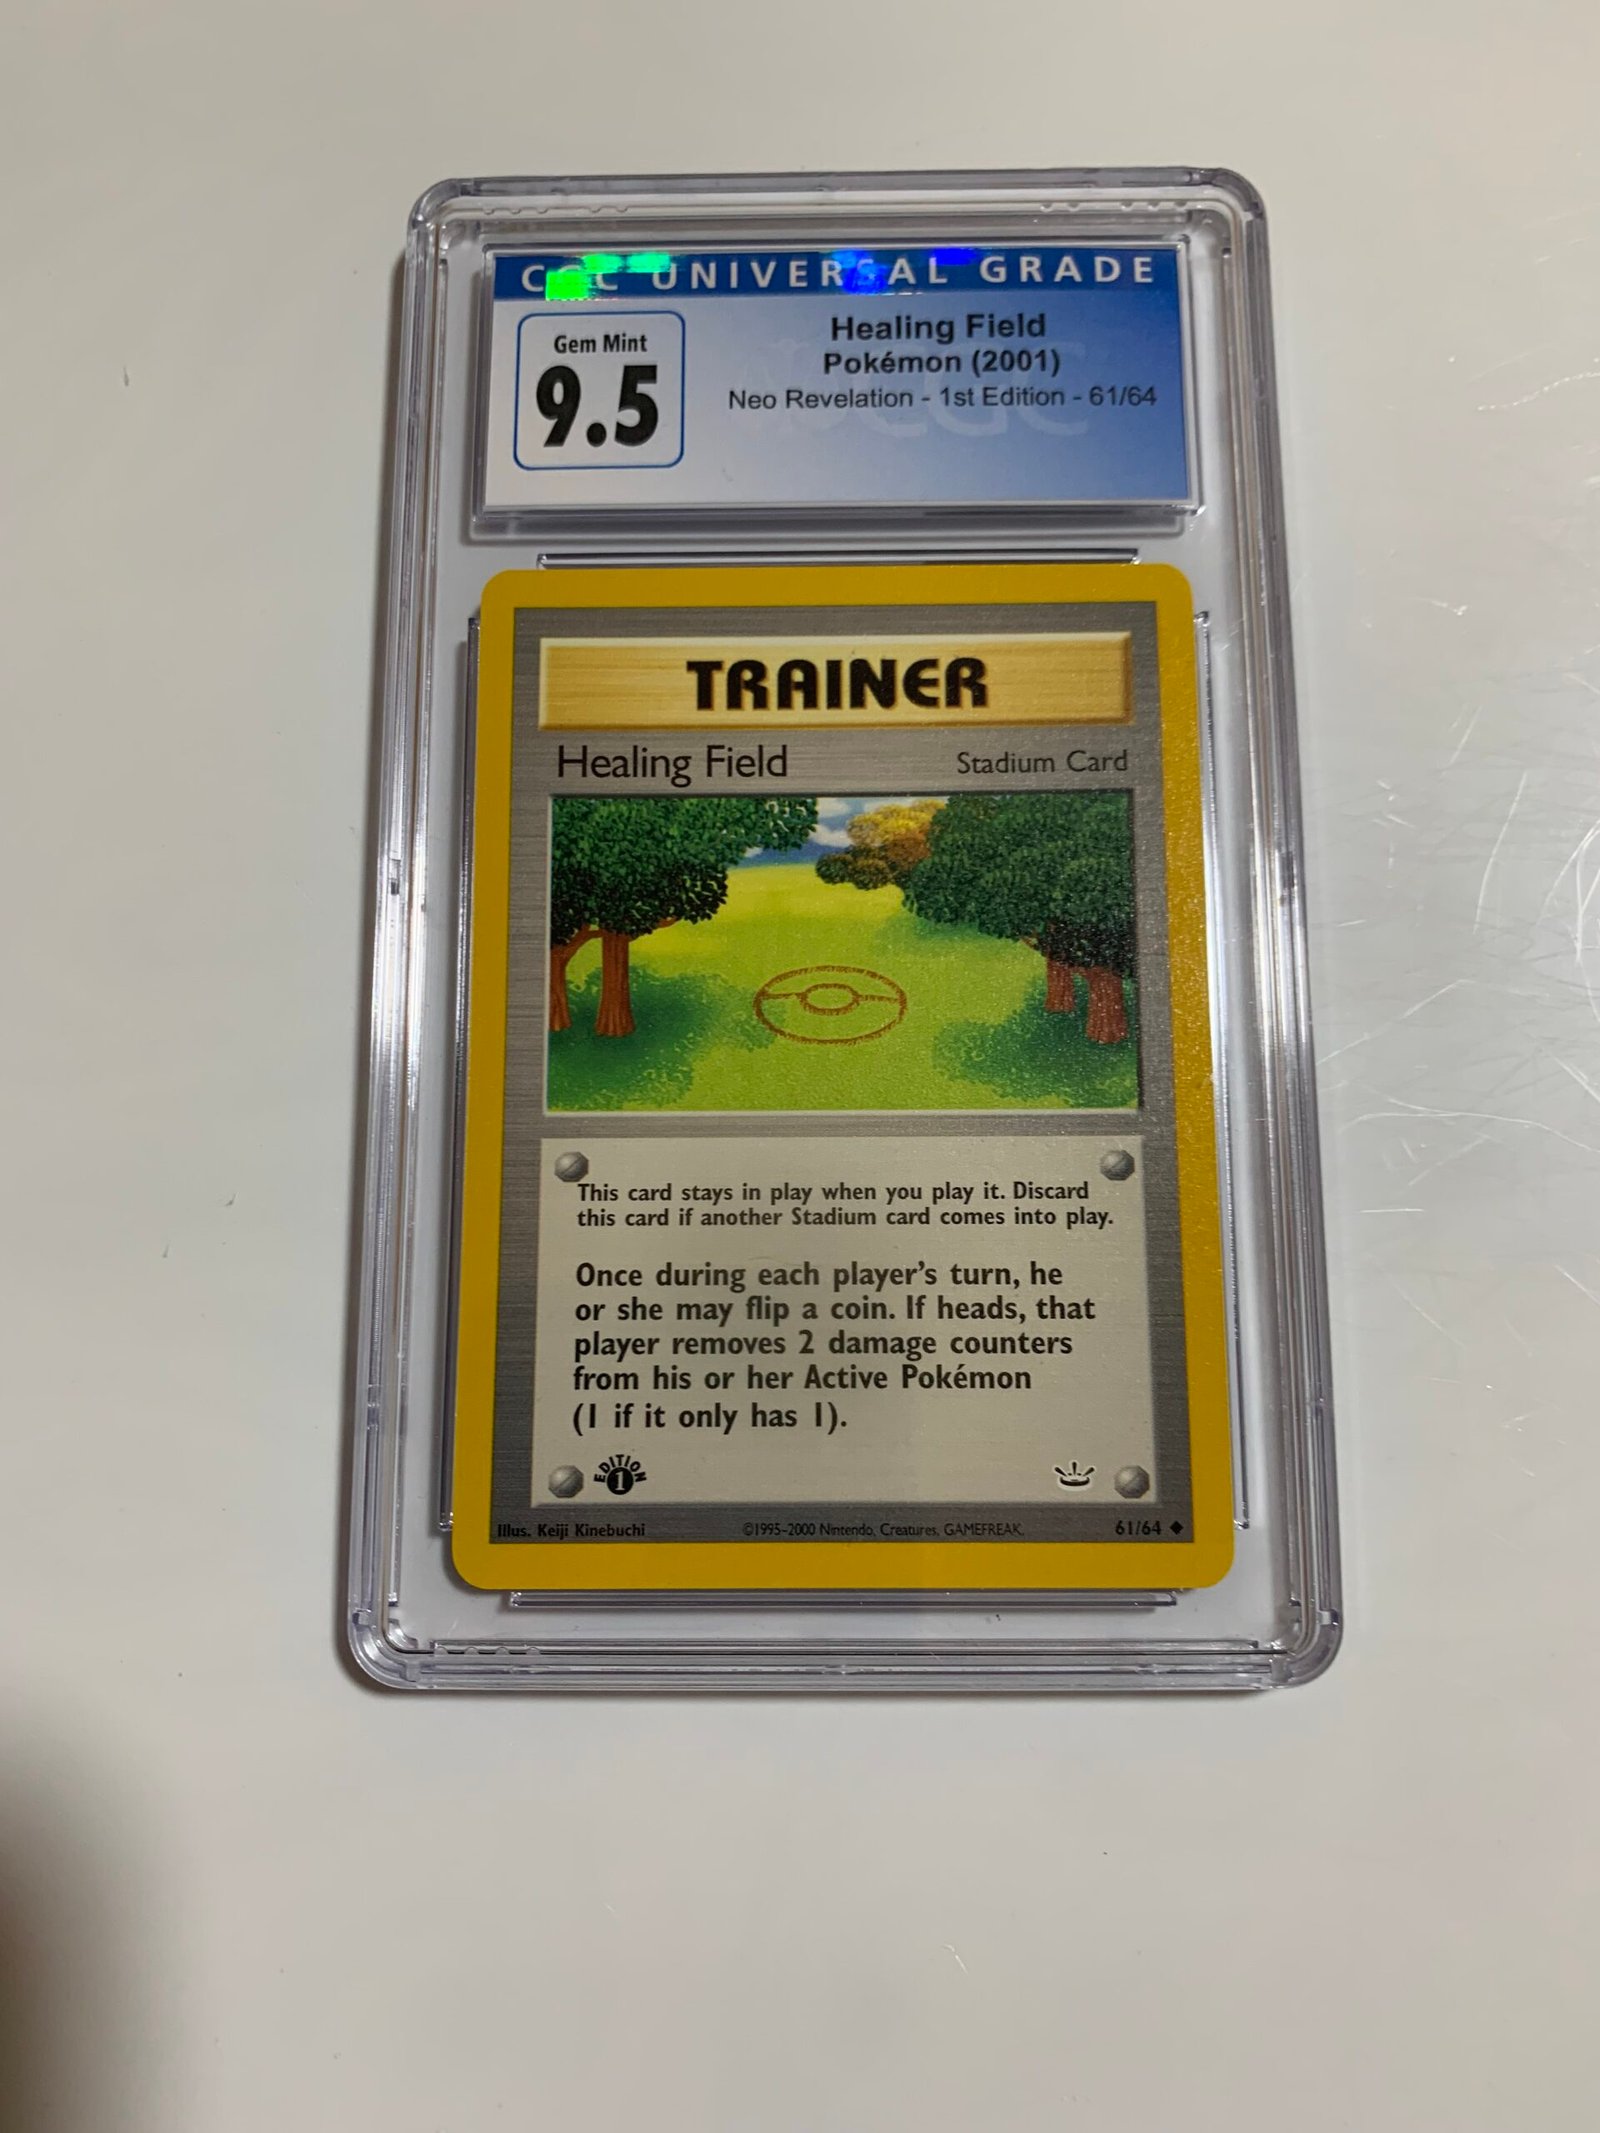 CGC UNIVERSAL GRADE
Gem Mint
9.5
Healing Field
Pokémon (2001)
Neo Revelation - 1st Edition - 61/64
TRAINER
Healing Field
Stadium Card
This card stays in play when you play it. Discard
this card if another Stadium card comes into play.
Once during each player's turn, he
or she may flip a coin. If heads, that
player removes 2 damage counters
from his or her Active Pokémon
(1 if it only has 1).
EDITION
1
Illus. Keiji Kinebuchi
©1995-2000 Nintendo, Creatures, GAMEFREAK.
61/64 ◆